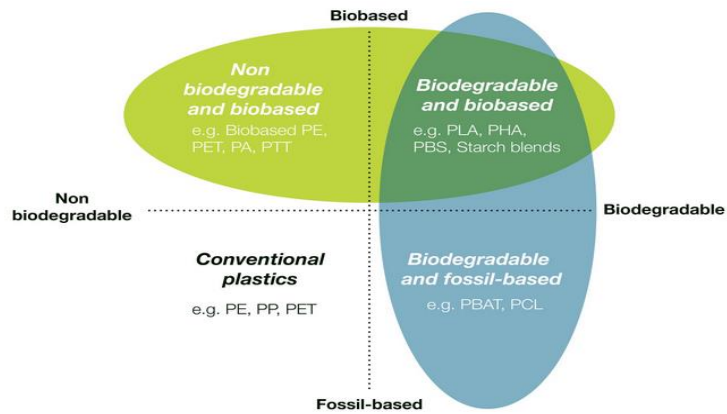 Biobased
Non
biodegradable
and biobased
e.g. Biobased PE,
PET, PA, PTT
Biodegradable
and biobased
e.g. PLA, PHA,
PBS, Starch blends
Non
biodegradable
Biodegradable
Conventional
plastics
e.g. PE, PP, PET
Biodegradable
and fossil-based
e.g. PBAT, PCL
Fossil-based